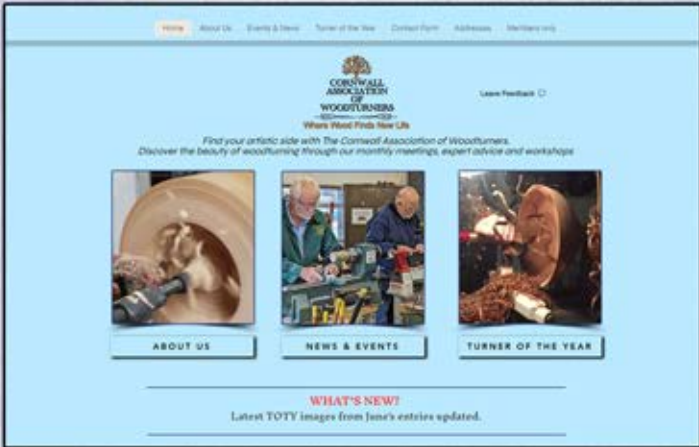 Home About Us Events & News Turner of the Year Contact Form Addresses Members only
CORNWALL
ASSOCIATION
OF
WOODTURNERS
Where Wood Finds New Life
Leave Feedback
Find your artistic side with The Cornwall Association of Woodturners.
Discover the beauty of woodturning through our monthly meetings, expert advice and workshops
ABOUT US NEWS & EVENTS TURNER OF THE YEAR
WHAT'S NEW?
Latest TOTY images from June's entries updated.